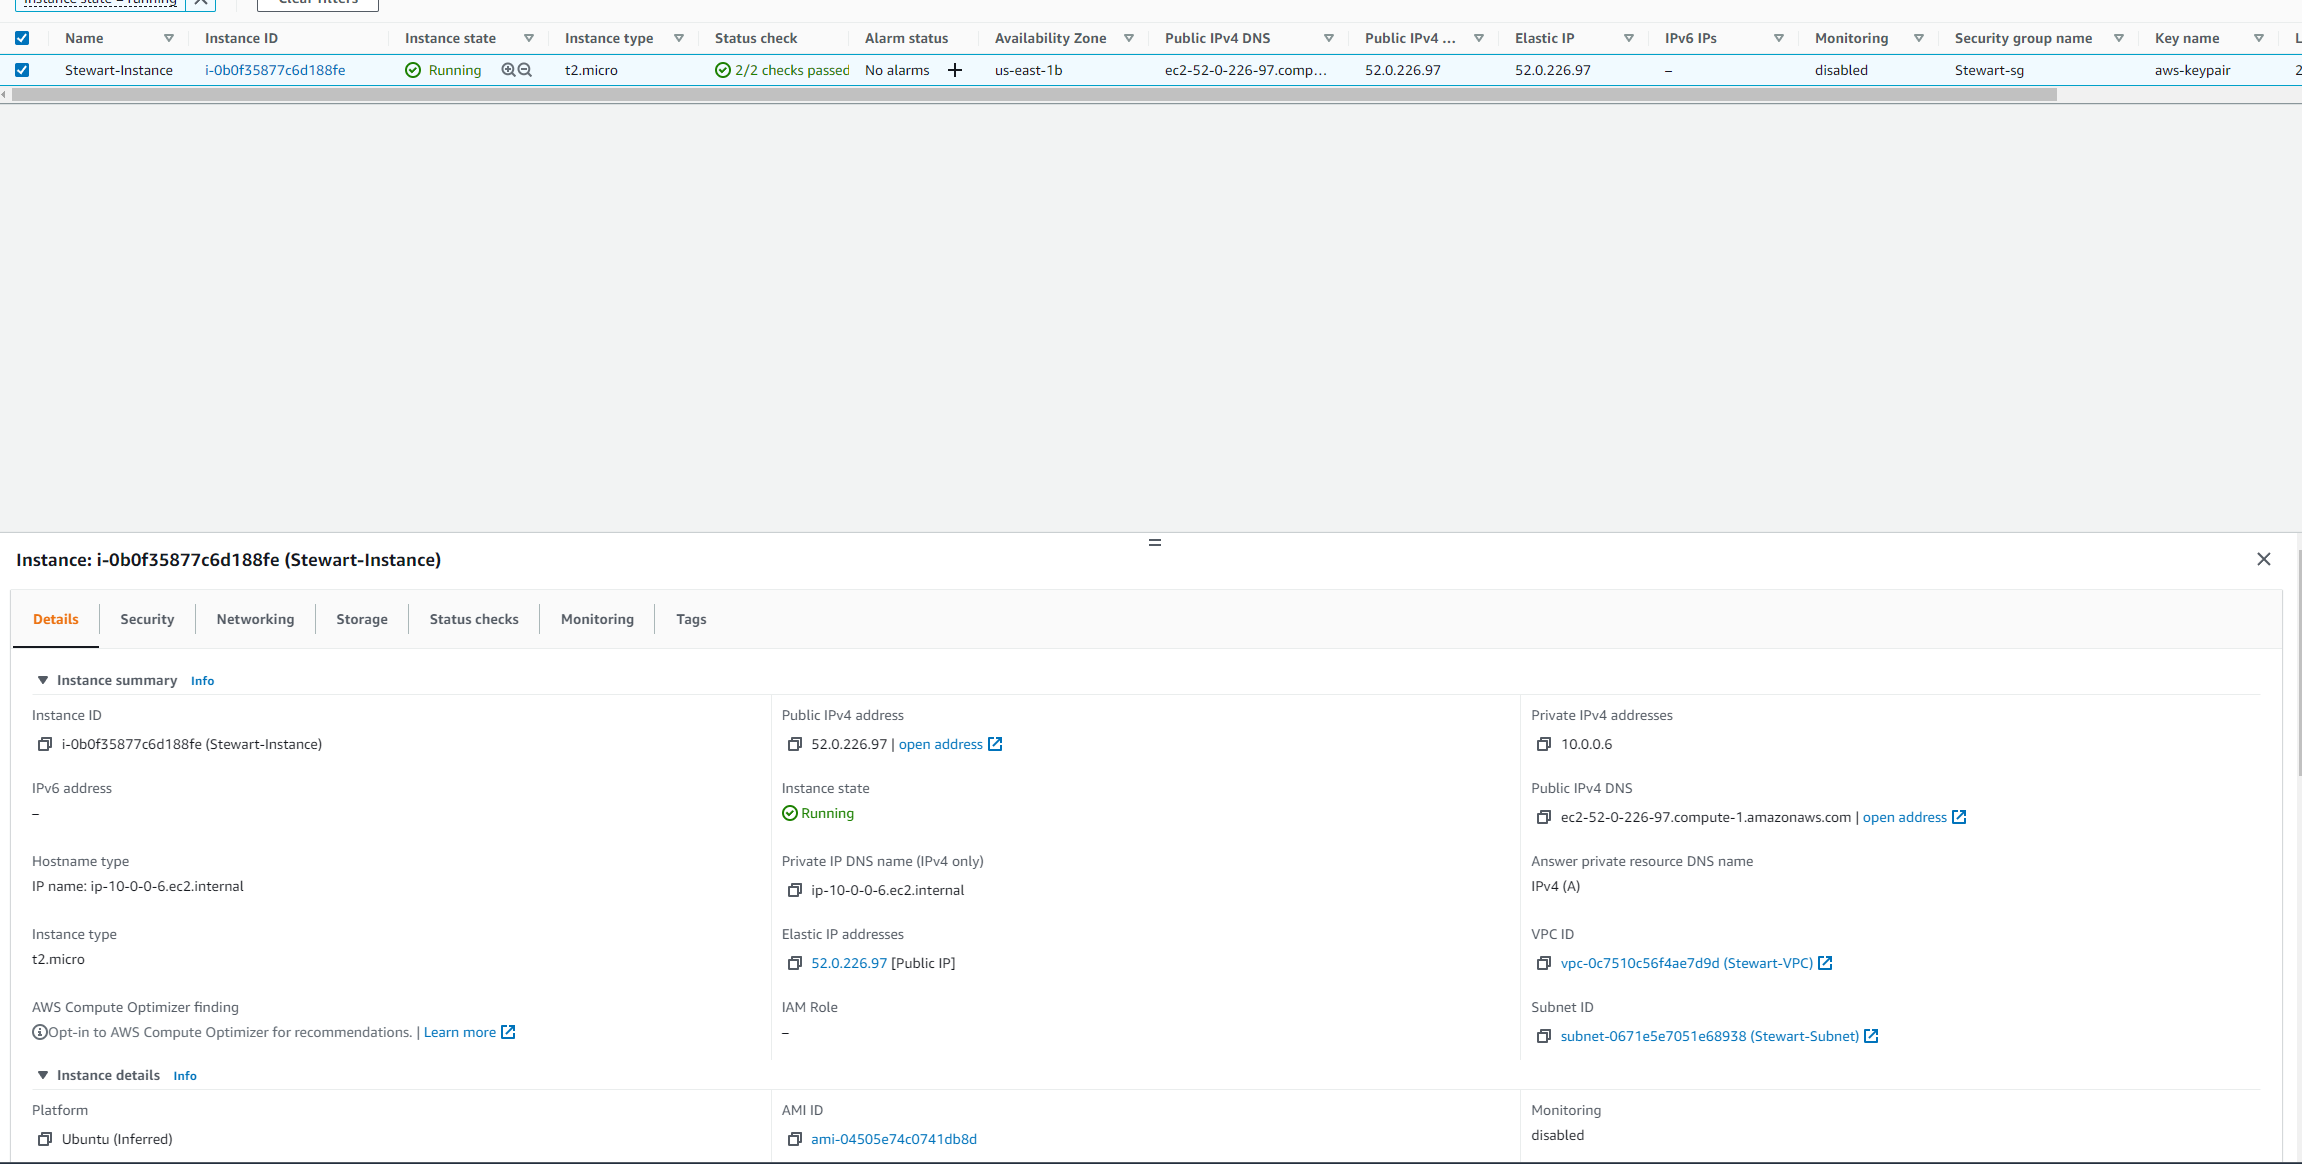 Instance state = running
Clear filters
Name Instance ID Instance state Instance type Status check Alarm status Availability Zone Public IPv4 DNS Public IPv4 ... Elastic IP IPv6 IPs Monitoring Security group name Key name L
Stewart-Instance i-0b0f35877c6d188fe Running t2.micro 2/2 checks passed No alarms + us-east-1b ec2-52-0-226-97.comp... 52.0.226.97 52.0.226.97 – disabled Stewart-sg aws-keypair 2
Instance: i-0b0f35877c6d188fe (Stewart-Instance)
Details Security Networking Storage Status checks Monitoring Tags
Instance summary Info
Instance ID Public IPv4 address Private IPv4 addresses
i-0b0f35877c6d188fe (Stewart-Instance) 52.0.226.97 | open address 10.0.0.6
IPv6 address Instance state Public IPv4 DNS
– Running ec2-52-0-226-97.compute-1.amazonaws.com | open address
Hostname type Private IP DNS name (IPv4 only) Answer private resource DNS name
IP name: ip-10-0-0-6.ec2.internal ip-10-0-0-6.ec2.internal IPv4 (A)
Instance type Elastic IP addresses VPC ID
t2.micro 52.0.226.97 [Public IP] vpc-0c7510c56f4ae7d9d (Stewart-VPC)
AWS Compute Optimizer finding IAM Role Subnet ID
Opt-in to AWS Compute Optimizer for recommendations. | Learn more – subnet-0671e5e7051e68938 (Stewart-Subnet)
Instance details Info
Platform AMI ID Monitoring
Ubuntu (Inferred) ami-04505e74c0741db8d disabled